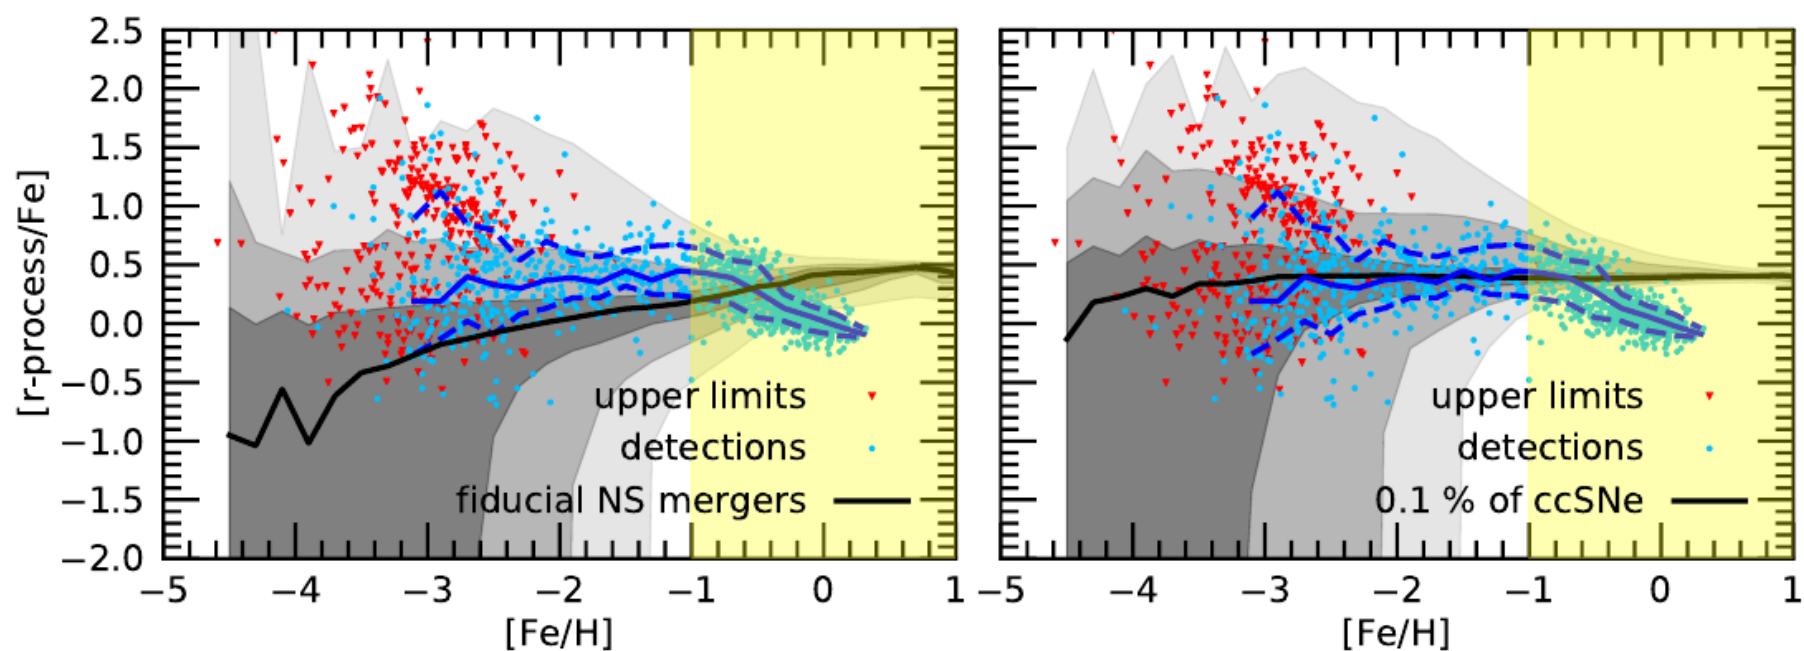 2.5
2.0
1.5
1.0
0.5
0.0
−0.5
−1.0
−1.5
−2.0
[r-process/Fe]
upper limits
detections
fiducial NS mergers
−5 −4 −3 −2 −1 0 1
[Fe/H]
upper limits
detections
0.1 % of ccSNe
−5 −4 −3 −2 −1 0 1
[Fe/H]